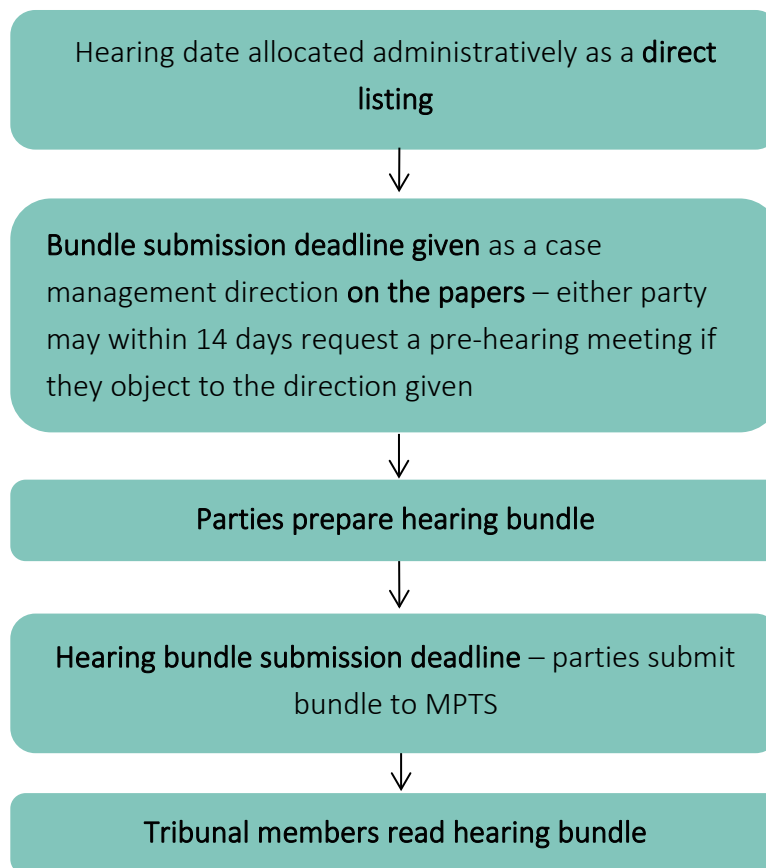 Hearing date allocated administratively as a direct
listing
Bundle submission deadline given as a case
management direction on the papers – either party
may within 14 days request a pre-hearing meeting if
they object to the direction given
Parties prepare hearing bundle
Hearing bundle submission deadline – parties submit
bundle to MPTS
Tribunal members read hearing bundle